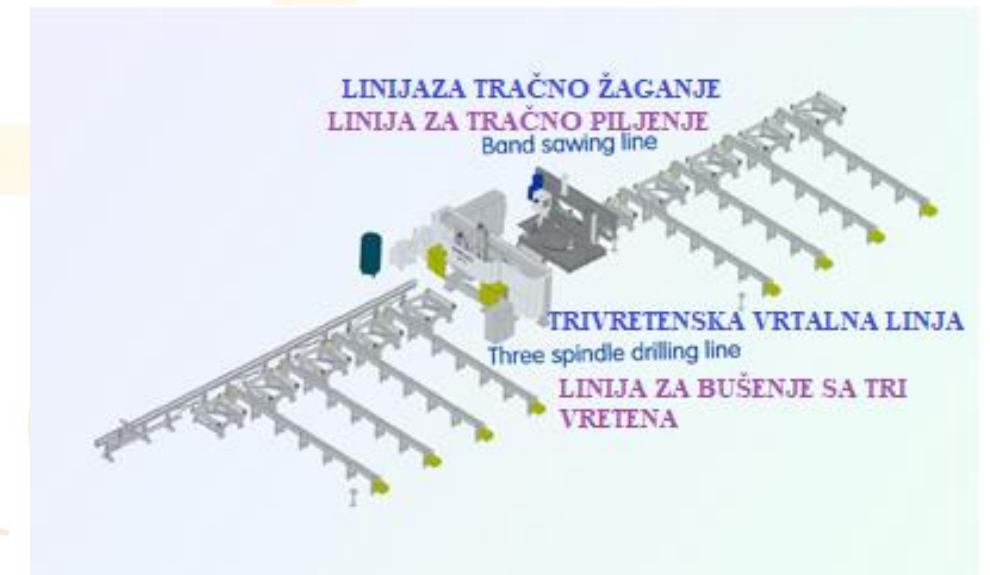 LINIJAZA TRAČNO ŽAGANJE
LINIJA ZA TRAČNO PILJENJE
Band sawing line
TRIVRETENSKA VRTALNA LINJA
Three spindle drilling line
LINIJA ZA BUŠENJE SA TRI
VRETENA